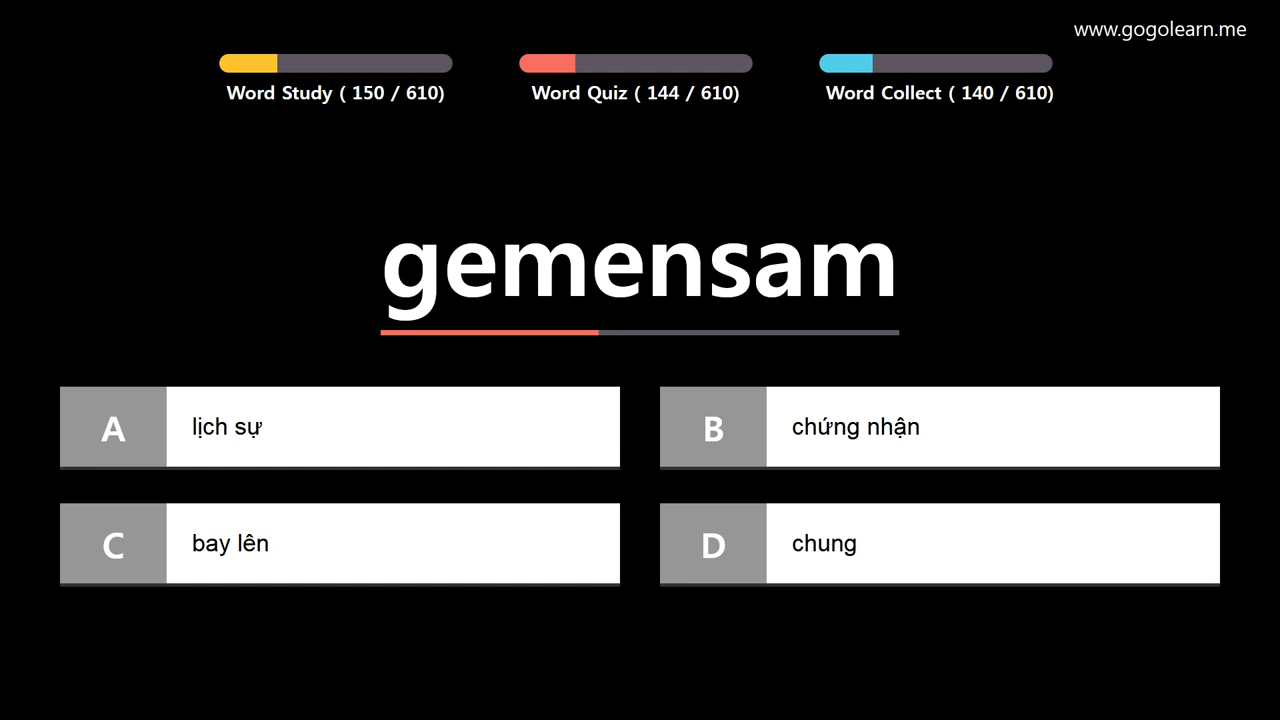 www.gogolearn.me
Word Study ( 150 / 610)
Word Quiz ( 144 / 610)
Word Collect ( 140 / 610)
gemensam
A
lịch sự
B
chứng nhận
C
bay lên
D
chung